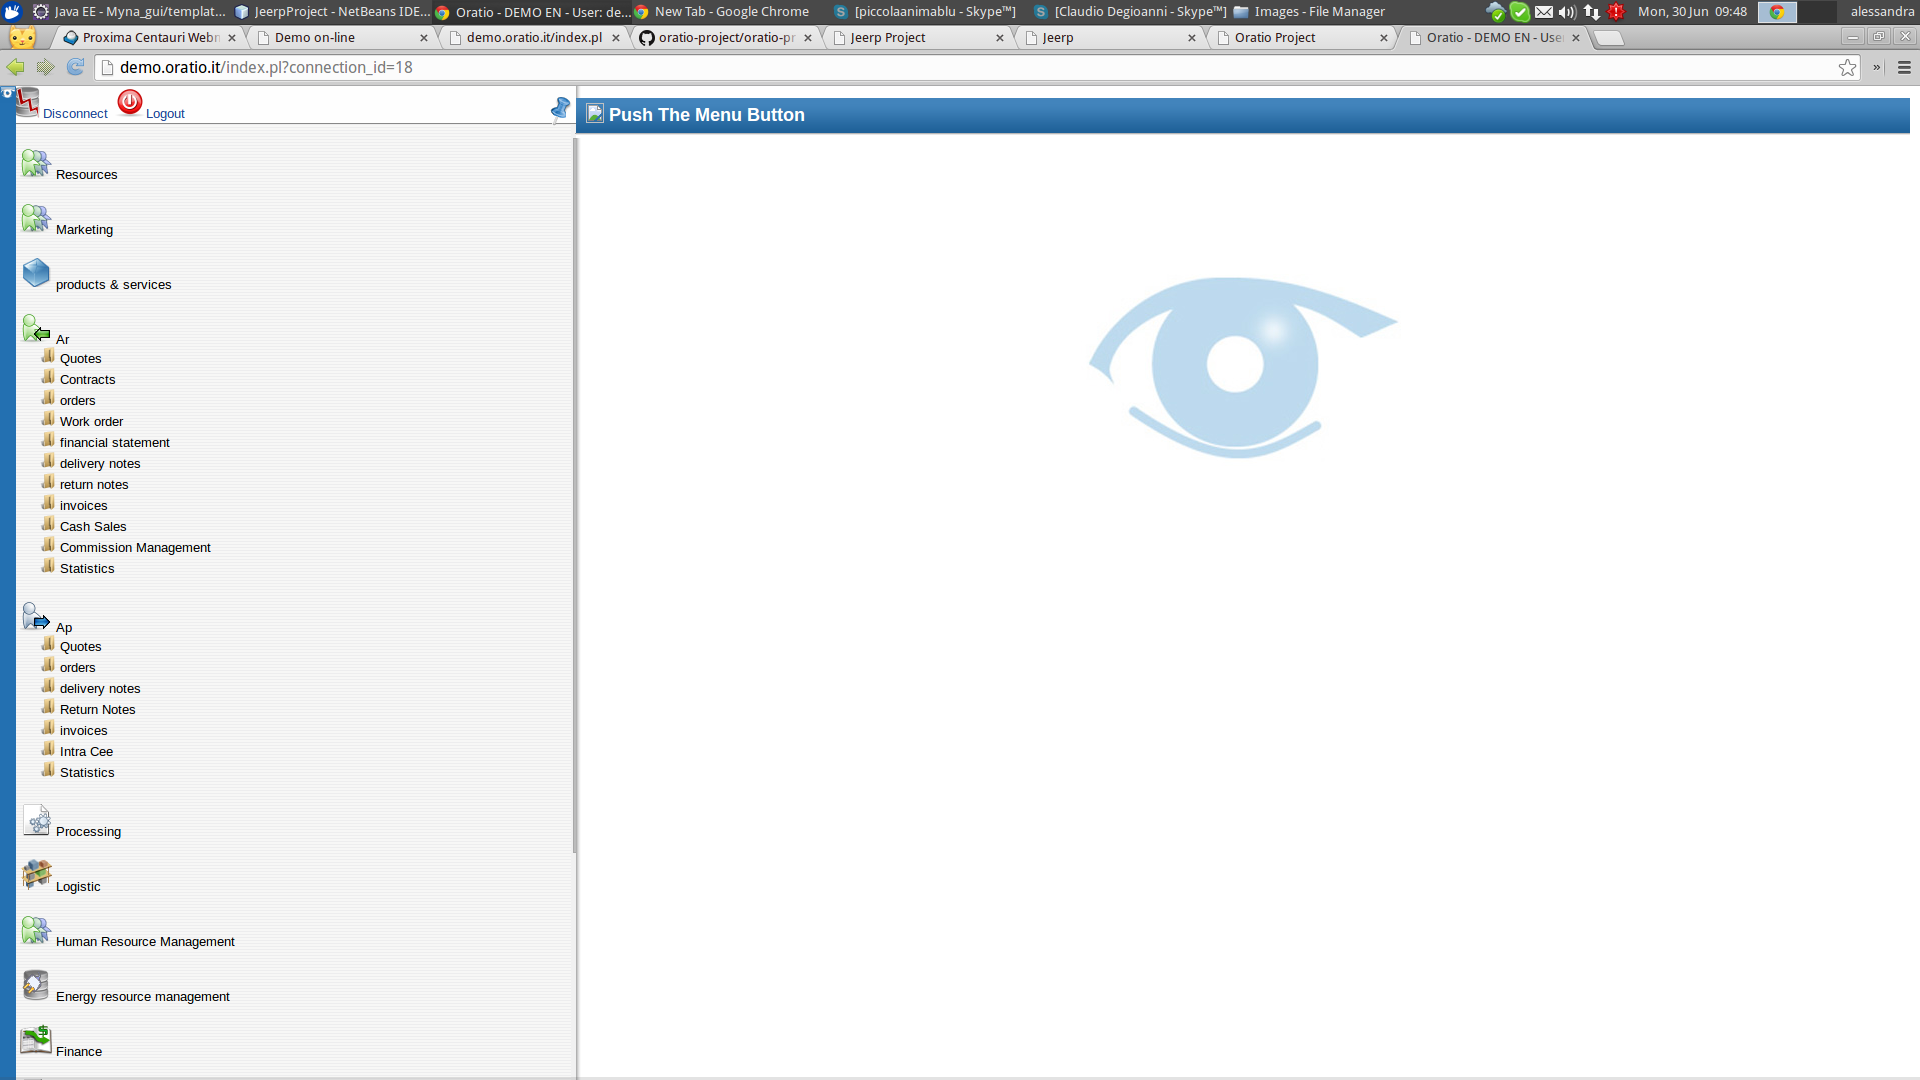 Java EE - Myna_gui/templat... JeerpProject - NetBeans IDE... Oratio - DEMO EN - User: de... New Tab - Google Chrome [piccolaanimablu - Skype™] [Claudio Degioanni - Skype™] Images - File Manager Mon, 30 Jun 09:48 alessandra
Proxima Centauri Webm Demo on-line demo.oratio.it/index.pl oratio-project/oratio-pr Jeerp Project Jeerp Oratio Project Oratio - DEMO EN - Use
demo.oratio.it/index.pl?connection_id=18 »
Disconnect Logout
Push The Menu Button
Resources
Marketing
products & services
Ar
Quotes
Contracts
orders
Work order
financial statement
delivery notes
return notes
invoices
Cash Sales
Commission Management
Statistics
Ap
Quotes
orders
delivery notes
Return Notes
invoices
Intra Cee
Statistics
Processing
Logistic
Human Resource Management
Energy resource management
Finance